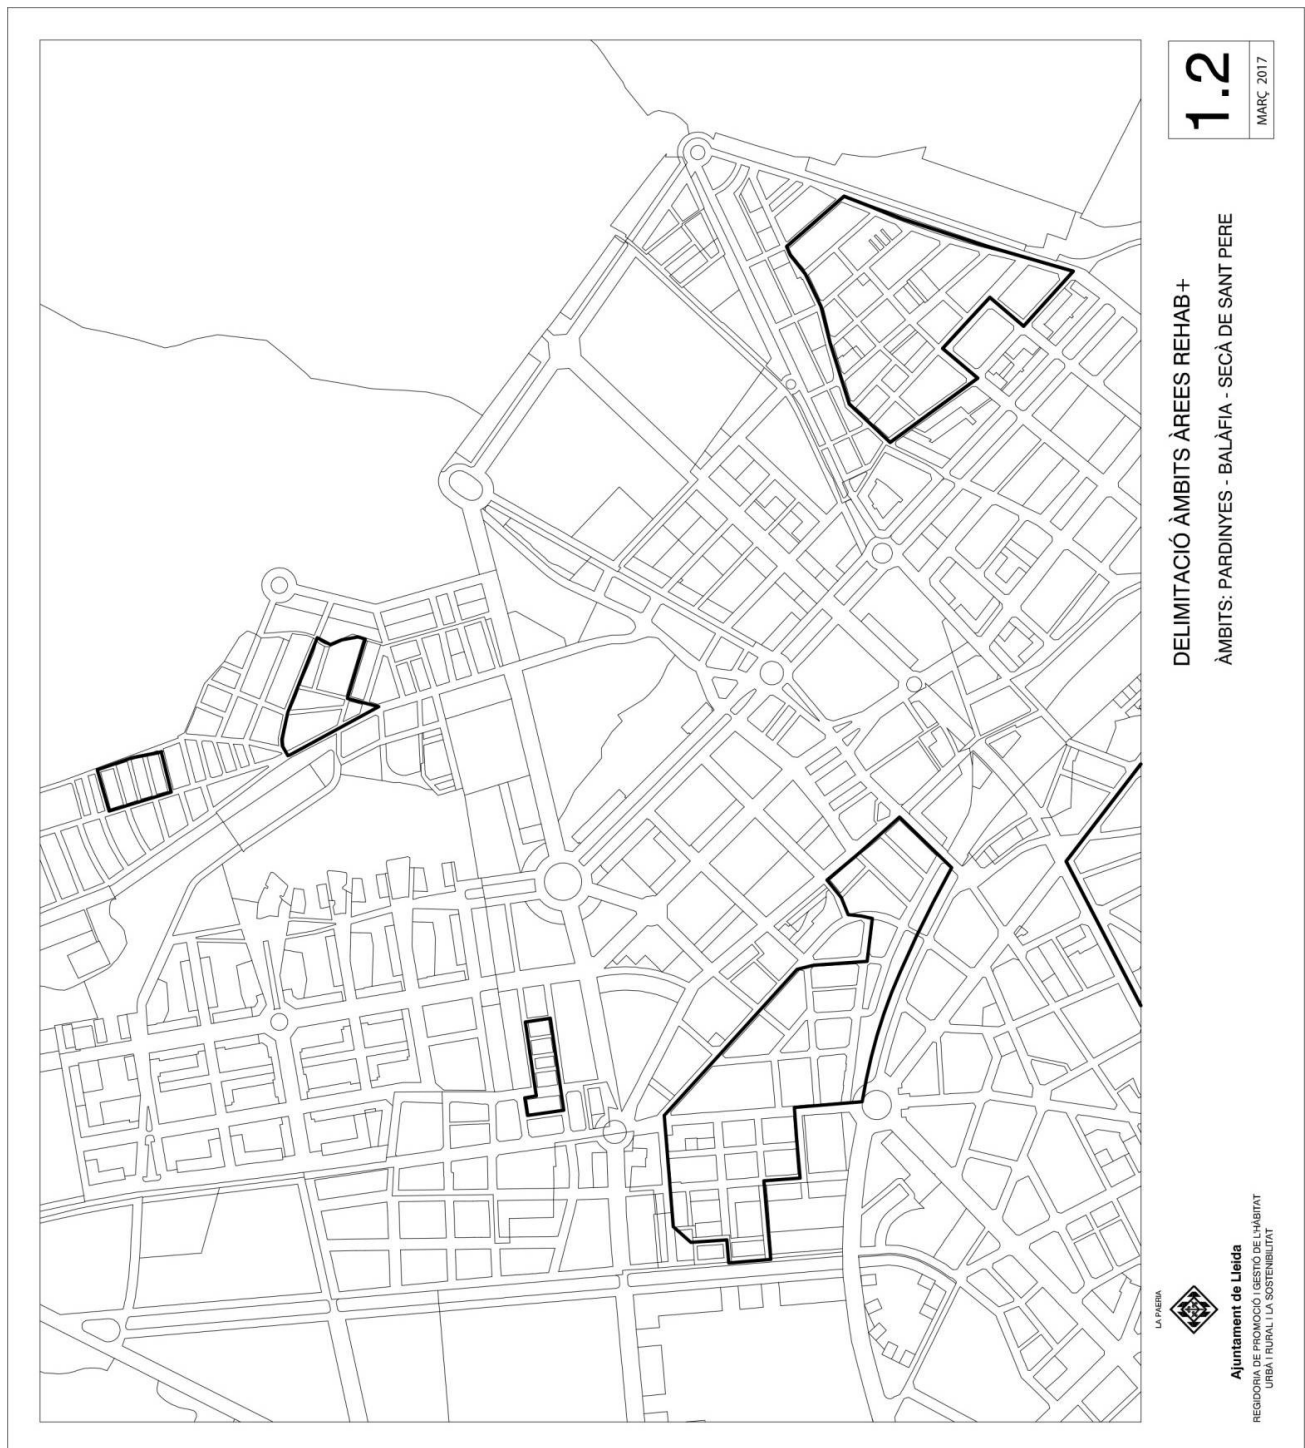 1.2
MARÇ 2017
DELIMITACIÓ ÀMBITS ÀREES REHAB+
ÀMBITS: PARDINYES - BALÀFIA - SECÀ DE SANT PERE
LA PAERIA
Ajuntament de Lleida
REGIDORIA DE PROMOCIÓ I GESTIÓ DE L'HÀBITAT
URBÀ I RURAL I LA SOSTENIBILITAT